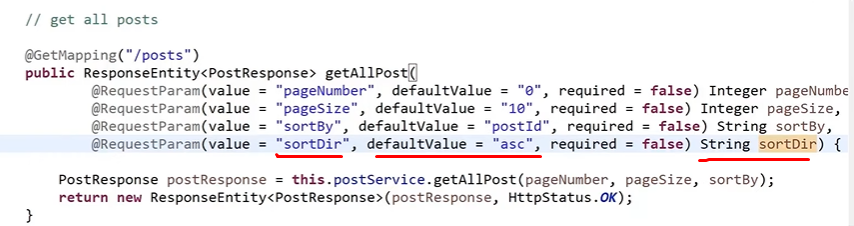 // get all posts
@GetMapping("/posts")
public ResponseEntity<PostResponse> getAllPost(
@RequestParam(value = "pageNumber", defaultValue = "0", required = false) Integer pageNumbe
@RequestParam(value = "pageSize", defaultValue = "10", required = false) Integer pageSize,
@RequestParam(value = "sortBy", defaultValue = "postId", required = false) String sortBy,
@RequestParam(value = "sortDir", defaultValue = "asc", required = false) String sortDir) {
PostResponse postResponse = this.postService.getAllPost(pageNumber, pageSize, sortBy);
return new ResponseEntity<PostResponse>(postResponse, HttpStatus.OK);
}